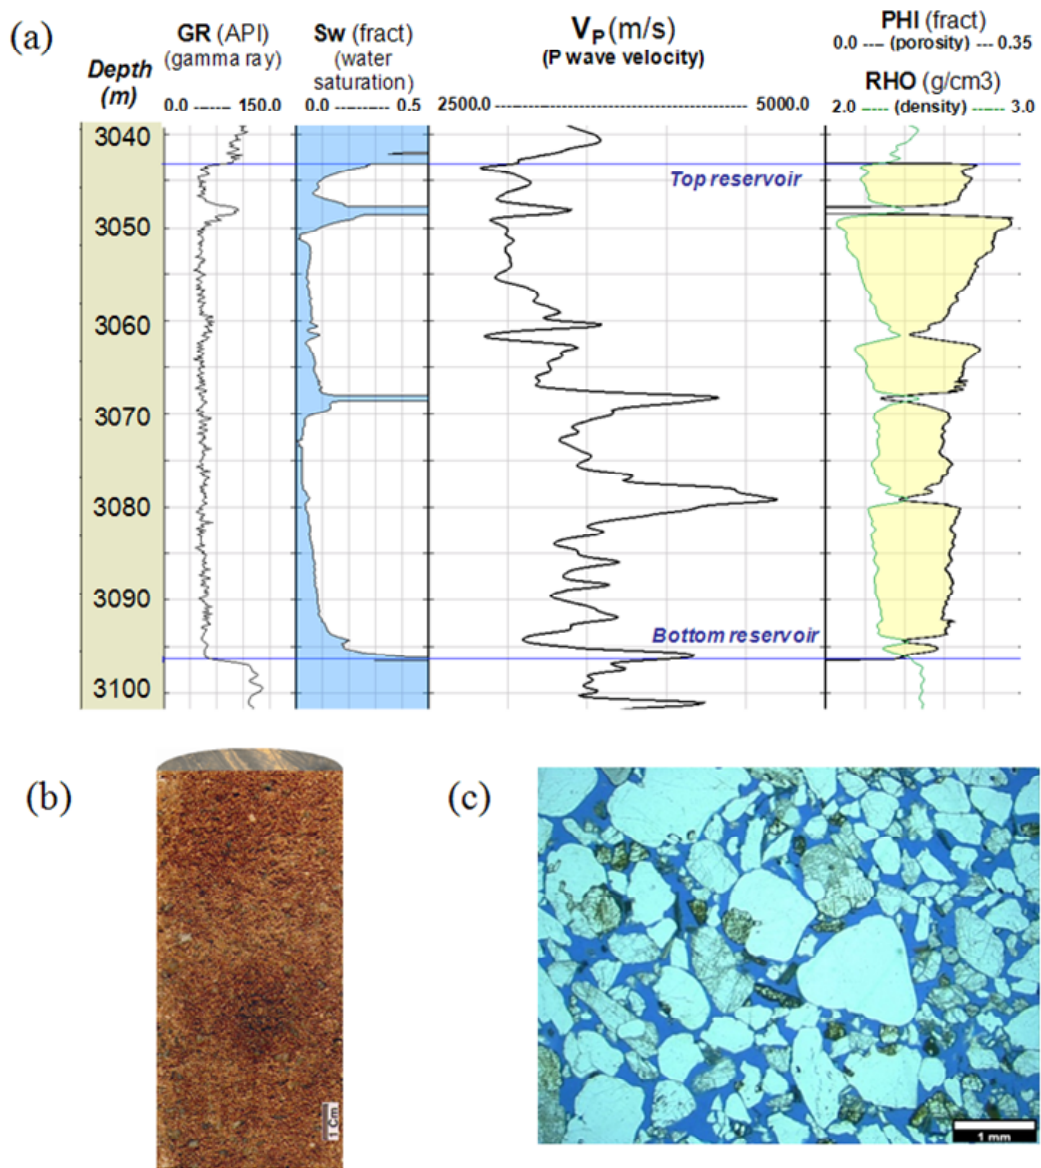 (a)
Depth
(m)
GR (API)
(gamma ray)
0.0 ------- 150.0
Sw (fract)
(water
saturation)
0.0 --------- 0.5
VP (m/s)
(P wave velocity)
2500.0 ---------------------------------------- 5000.0
PHI (fract)
0.0 ---- (porosity) --- 0.35
RHO (g/cm3)
2.0 ------ (density) ------ 3.0
3040
Top reservoir
3050
3060
3070
3080
3090
Bottom reservoir
3100
(b)
1 Cm
(c)
1 mm